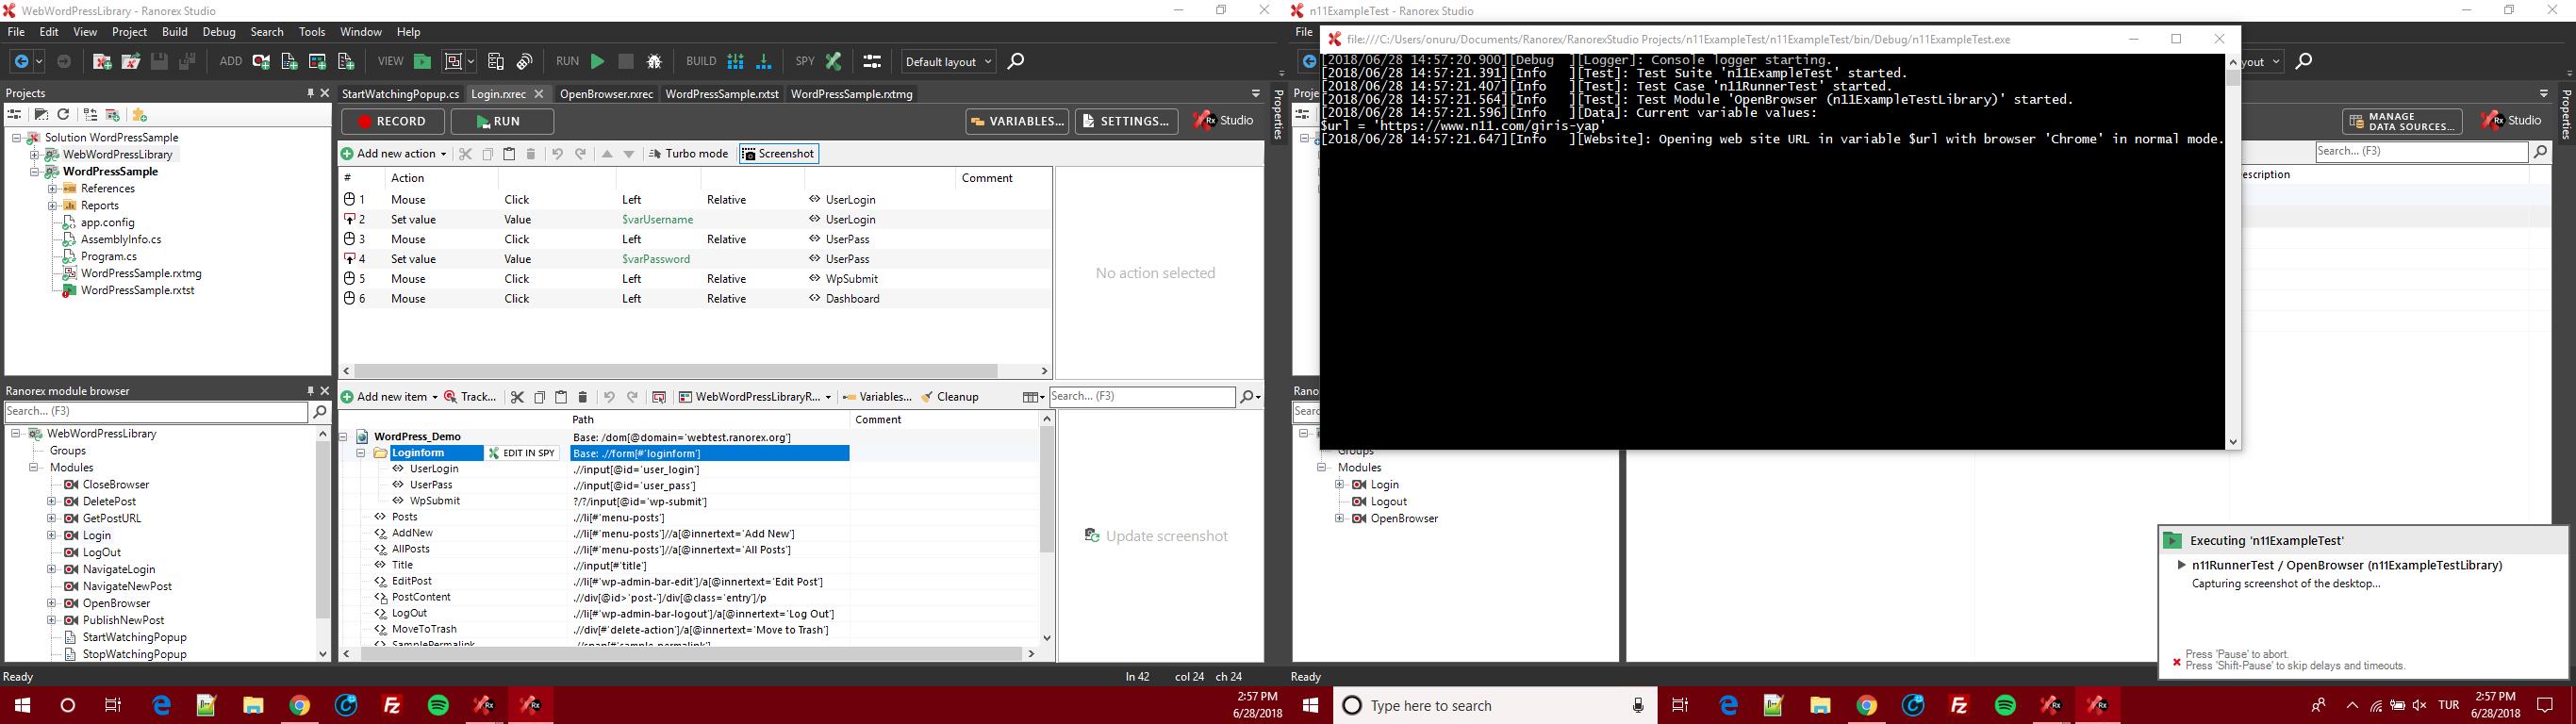 WebWordPressLibrary - Ranorex Studio
File Edit View Project Build Debug Search Tools Window Help
ADD VIEW RUN BUILD SPY Default layout
Projects
Solution WordPressSample
WebWordPressLibrary
WordPressSample
References
Reports
app.config
AssemblyInfo.cs
Program.cs
WordPressSample.rxtmg
WordPressSample.rxtst
Ranorex module browser
Search... (F3)
WebWordPressLibrary
Groups
Modules
CloseBrowser
DeletePost
GetPostURL
Login
LogOut
NavigateLogin
NavigateNewPost
OpenBrowser
PublishNewPost
StartWatchingPopup
StopWatchingPopup
StartWatchingPopup.cs Login.rxrec OpenBrowser.rxrec WordPressSample.rxtst WordPressSample.rxtmg
RECORD RUN VARIABLES... SETTINGS... Rx Studio
Add new action Turbo mode Screenshot
# Action Comment
1 Mouse Click Left Relative UserLogin
2 Set value Value $varUsername UserLogin
3 Mouse Click Left Relative UserPass
4 Set value Value $varPassword UserPass
5 Mouse Click Left Relative WpSubmit
6 Mouse Click Left Relative Dashboard
No action selected
Add new item Track... WebWordPressLibraryR... Variables... Cleanup Search... (F3)
Path Comment
WordPress_Demo Base: /dom[@domain='webtest.ranorex.org']
Loginform EDIT IN SPY Base: .//form[#'loginform']
UserLogin .//input[@id='user_login']
UserPass .//input[@id='user_pass']
WpSubmit ?/?/input[@id='wp-submit']
Posts .//li[#'menu-posts']
AddNew .//li[#'menu-posts']//a[@innertext='Add New']
AllPosts .//li[#'menu-posts']//a[@innertext='All Posts']
Title .//input[#'title']
EditPost .//li[#'wp-admin-bar-edit']/a[@innertext='Edit Post']
PostContent .//div[@id>'post-']/div[@class='entry']/p
LogOut .//li[#'wp-admin-bar-logout']/a[@innertext='Log Out']
MoveToTrash .//div[#'delete-action']/a[@innertext='Move to Trash']
SamplePermalink .//span[#'sample-permalink']
Update screenshot
Properties
Ready ln 42 col 24 ch 24
2:57 PM
6/28/2018
n11ExampleTest - Ranorex Studio
File
file:///C:/Users/onuru/Documents/Ranorex/RanorexStudio Projects/n11ExampleTest/n11ExampleTest/bin/Debug/n11ExampleTest.exe
[2018/06/28 14:57:20.900][Debug ][Logger]: Console logger starting.
[2018/06/28 14:57:21.391][Info ][Test]: Test Suite 'n11ExampleTest' started.
[2018/06/28 14:57:21.407][Info ][Test]: Test Case 'n11RunnerTest' started.
[2018/06/28 14:57:21.564][Info ][Test]: Test Module 'OpenBrowser (n11ExampleTestLibrary)' started.
[2018/06/28 14:57:21.596][Info ][Data]: Current variable values:
$url = 'https://www.n11.com/giris-yap'
[2018/06/28 14:57:21.647][Info ][Website]: Opening web site URL in variable $url with browser 'Chrome' in normal mode.
yout
Proje
MANAGE
DATA SOURCES...
Rx Studio
Search... (F3)
escription
Properties
Rano
Searc
Groups
Modules
Login
Logout
OpenBrowser
Executing 'n11ExampleTest'
n11RunnerTest / OpenBrowser (n11ExampleTestLibrary)
Capturing screenshot of the desktop...
Press 'Pause' to abort.
Press 'Shift-Pause' to skip delays and timeouts.
Ready
Type here to search
TUR
2:57 PM
6/28/2018